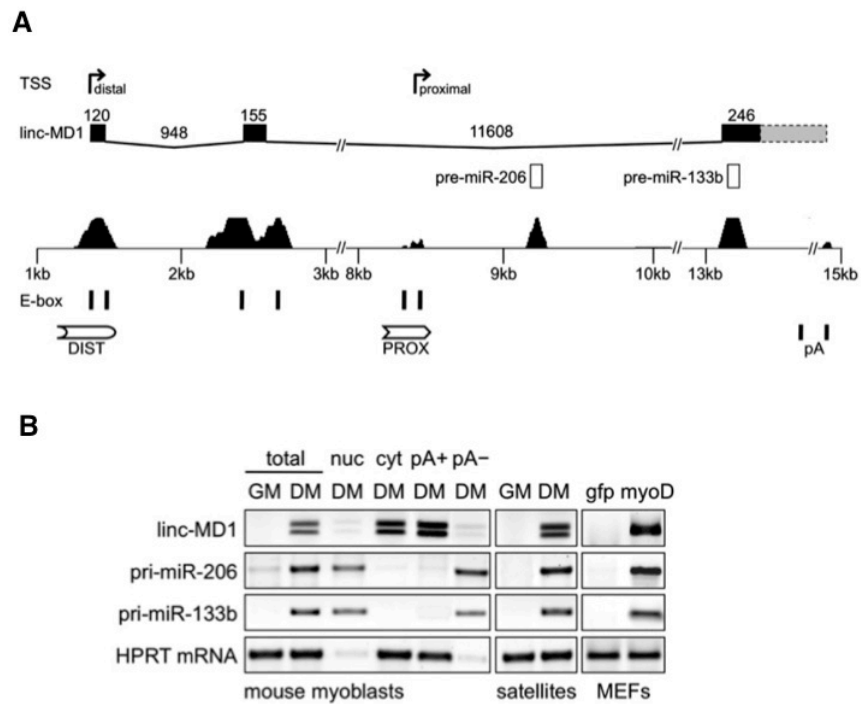 A
TSS
distal
proximal
120
155
246
linc-MD1
948
11608
pre-miR-206
pre-miR-133b
1kb
2kb
3kb
8kb
9kb
10kb
13kb
15kb
E-box
DIST
PROX
pA
B
total nuc cyt pA+ pA−
GM DM DM DM DM DM GM DM gfp myoD
linc-MD1
pri-miR-206
pri-miR-133b
HPRT mRNA
mouse myoblasts satellites MEFs